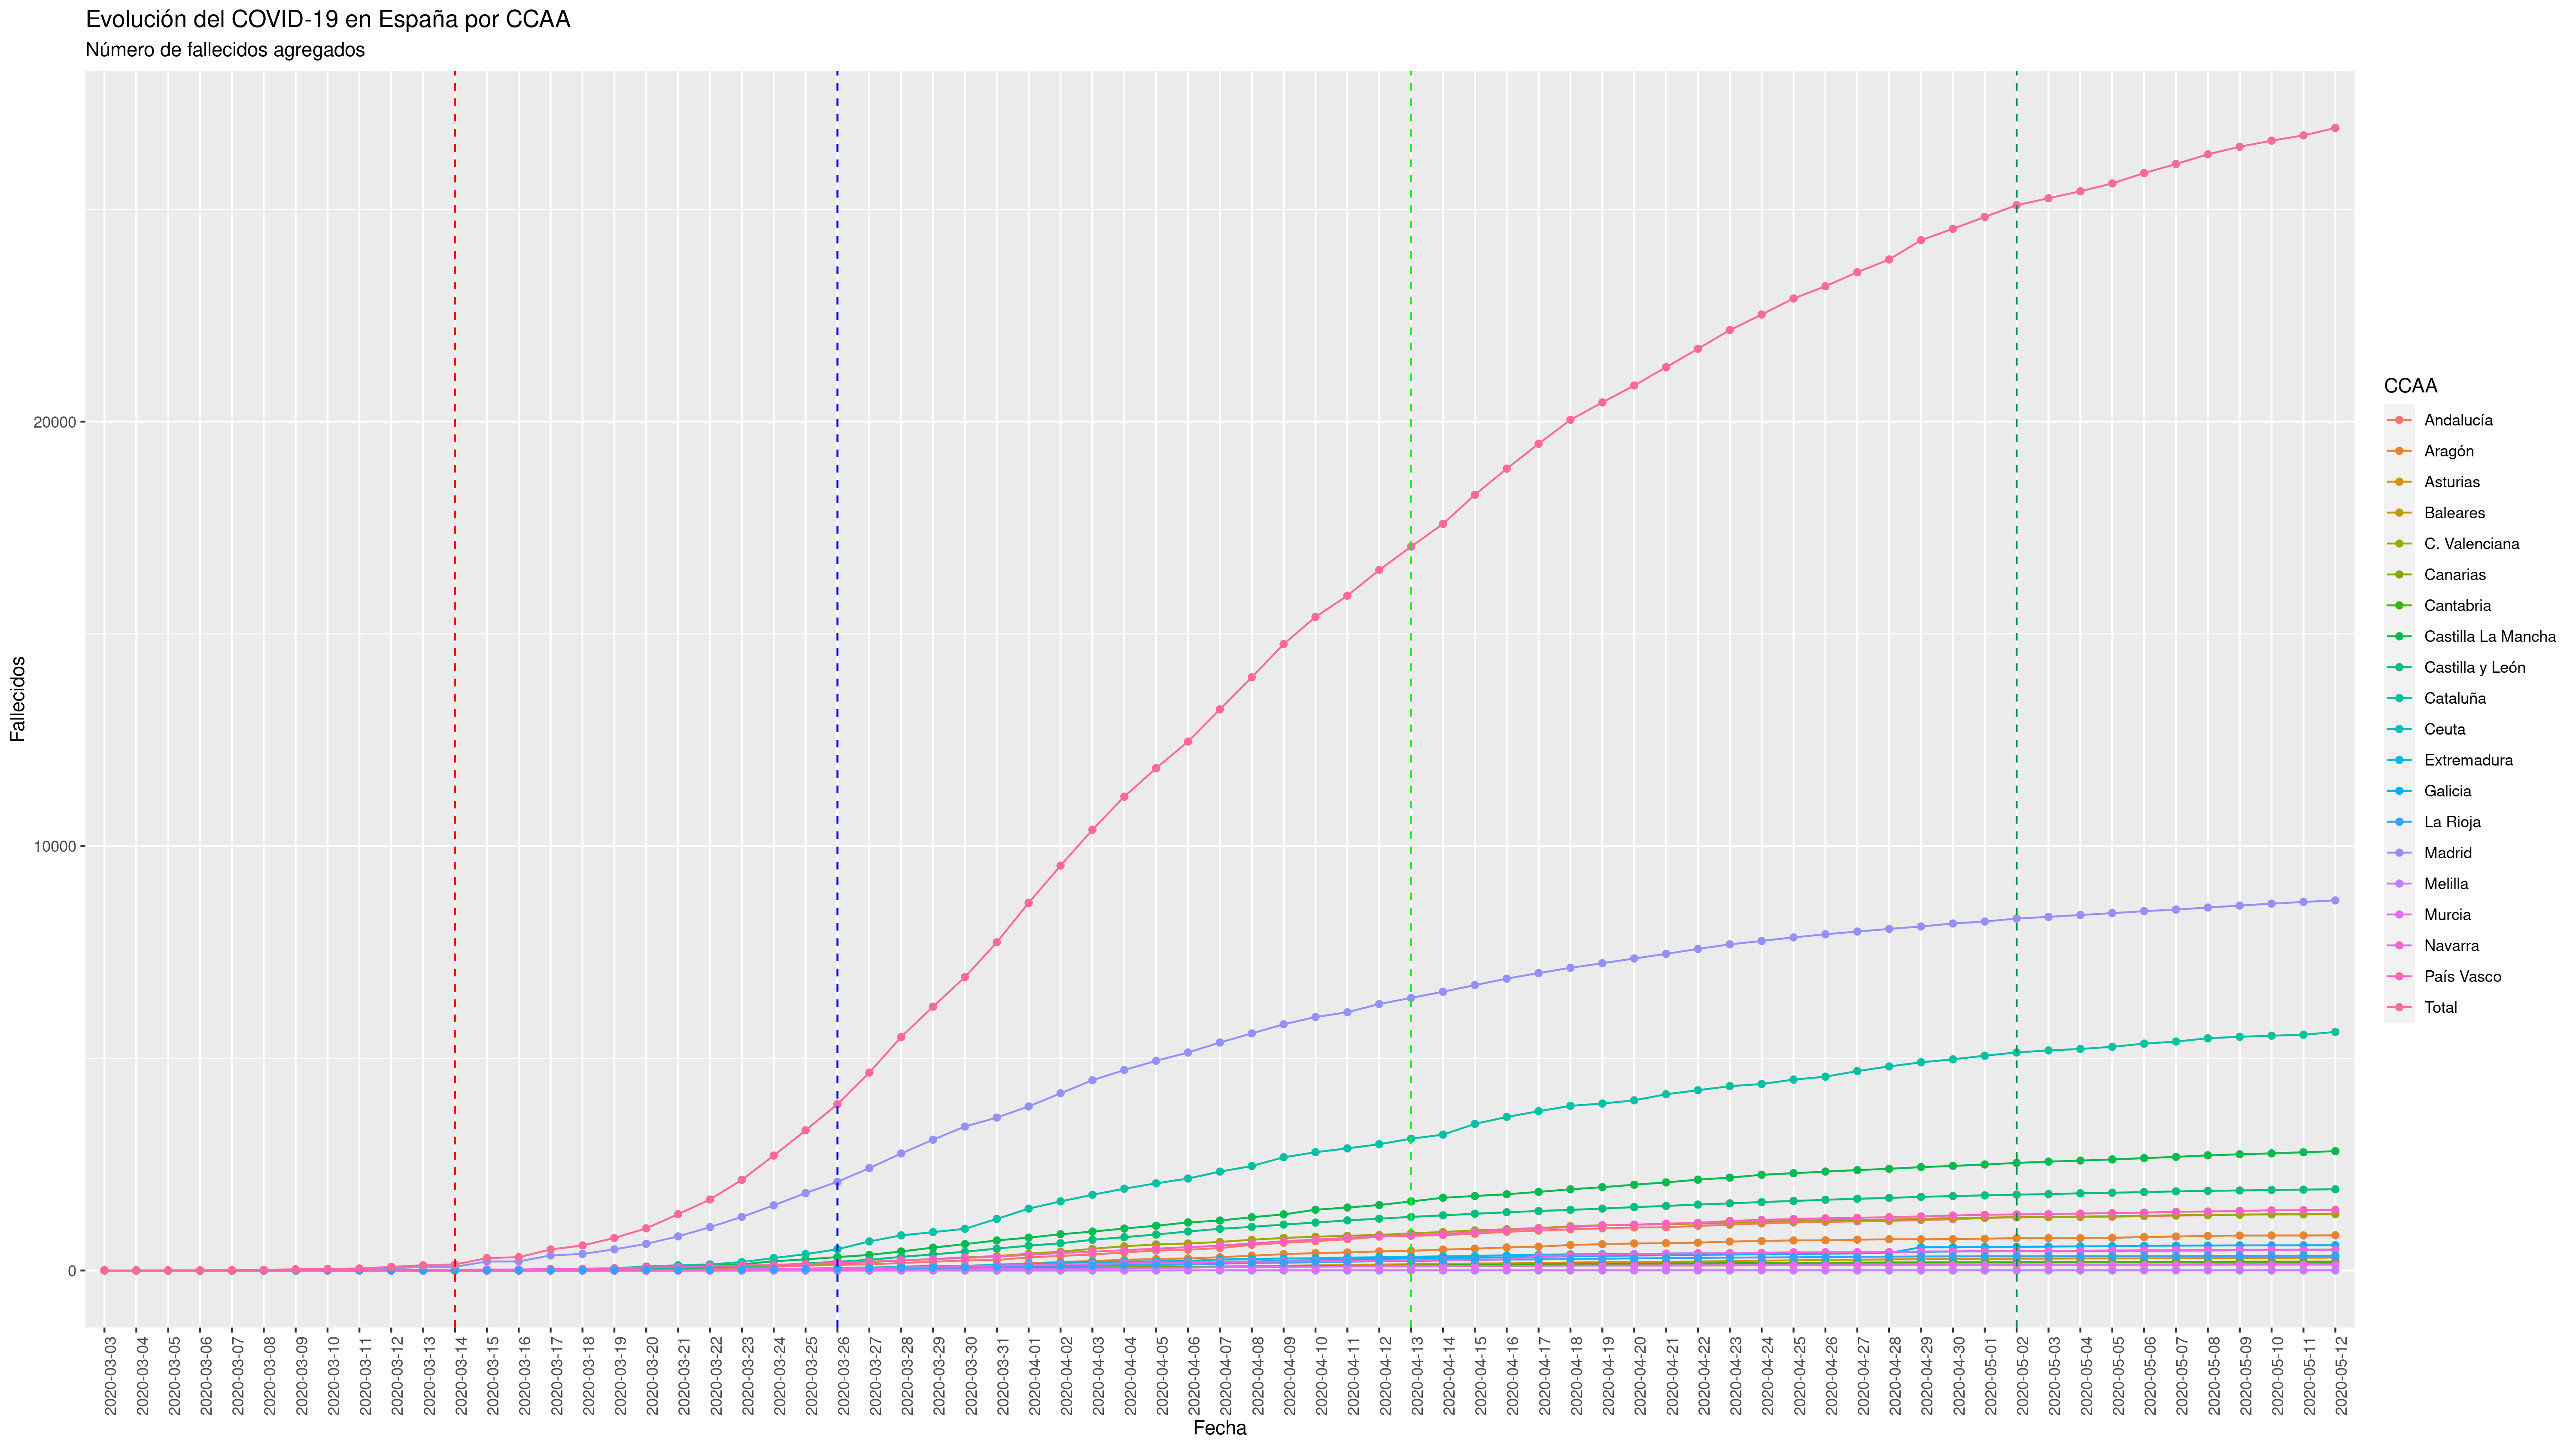 Evolución del COVID-19 en España por CCAA
Número de fallecidos agregados
Fallecidos
20000
10000
0
2020-03-03
2020-03-04
2020-03-05
2020-03-06
2020-03-07
2020-03-08
2020-03-09
2020-03-10
2020-03-11
2020-03-12
2020-03-13
2020-03-14
2020-03-15
2020-03-16
2020-03-17
2020-03-18
2020-03-19
2020-03-20
2020-03-21
2020-03-22
2020-03-23
2020-03-24
2020-03-25
2020-03-26
2020-03-27
2020-03-28
2020-03-29
2020-03-30
2020-03-31
2020-04-01
2020-04-02
2020-04-03
2020-04-04
2020-04-05
2020-04-06
2020-04-07
2020-04-08
2020-04-09
2020-04-10
2020-04-11
2020-04-12
2020-04-13
2020-04-14
2020-04-15
2020-04-16
2020-04-17
2020-04-18
2020-04-19
2020-04-20
2020-04-21
2020-04-22
2020-04-23
2020-04-24
2020-04-25
2020-04-26
2020-04-27
2020-04-28
2020-04-29
2020-04-30
2020-05-01
2020-05-02
2020-05-03
2020-05-04
2020-05-05
2020-05-06
2020-05-07
2020-05-08
2020-05-09
2020-05-10
2020-05-11
2020-05-12
Fecha
CCAA
Andalucía
Aragón
Asturias
Baleares
C. Valenciana
Canarias
Cantabria
Castilla La Mancha
Castilla y León
Cataluña
Ceuta
Extremadura
Galicia
La Rioja
Madrid
Melilla
Murcia
Navarra
País Vasco
Total